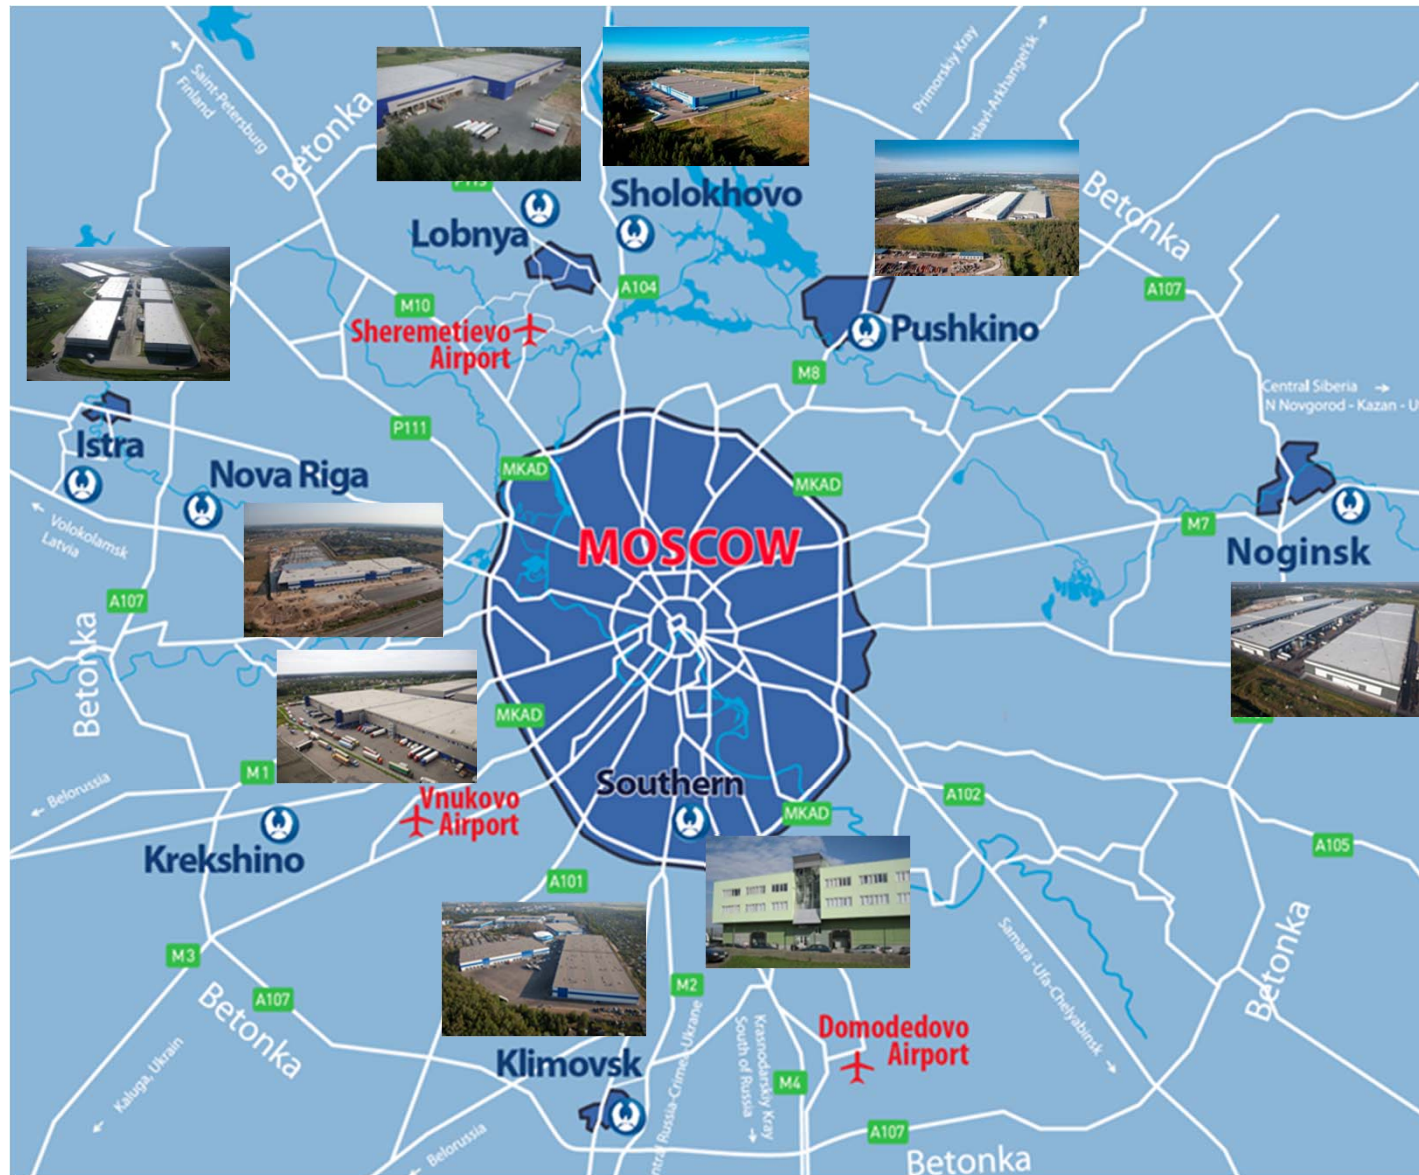 Saint-Petersburg
Finland
Betonka
Primorskiy Kray
Betonka
Sholokhovo
Lobnya
A104
M10
A107
Sheremetievo
Airport
Pushkino
M8
Central Siberia
Istra
P111
Nova Riga
MKAD
MKAD
Volokolamsk
Latvia
M7
MOSCOW
Noginsk
A107
Betonka
MKAD
M1
Southern
Belorussia
Vnukovo
Airport
MKAD
A102
Krekshino
A105
A101
M3
A107
M2
Samara -Ufa-Chelyabinsk
Betonka
Betonka
Krasnodarskiy Kray
South of Russia
Domodedovo
Airport
Kaluga, Ukrain
Klimovsk
M4
Belorussia
A107
Betonka